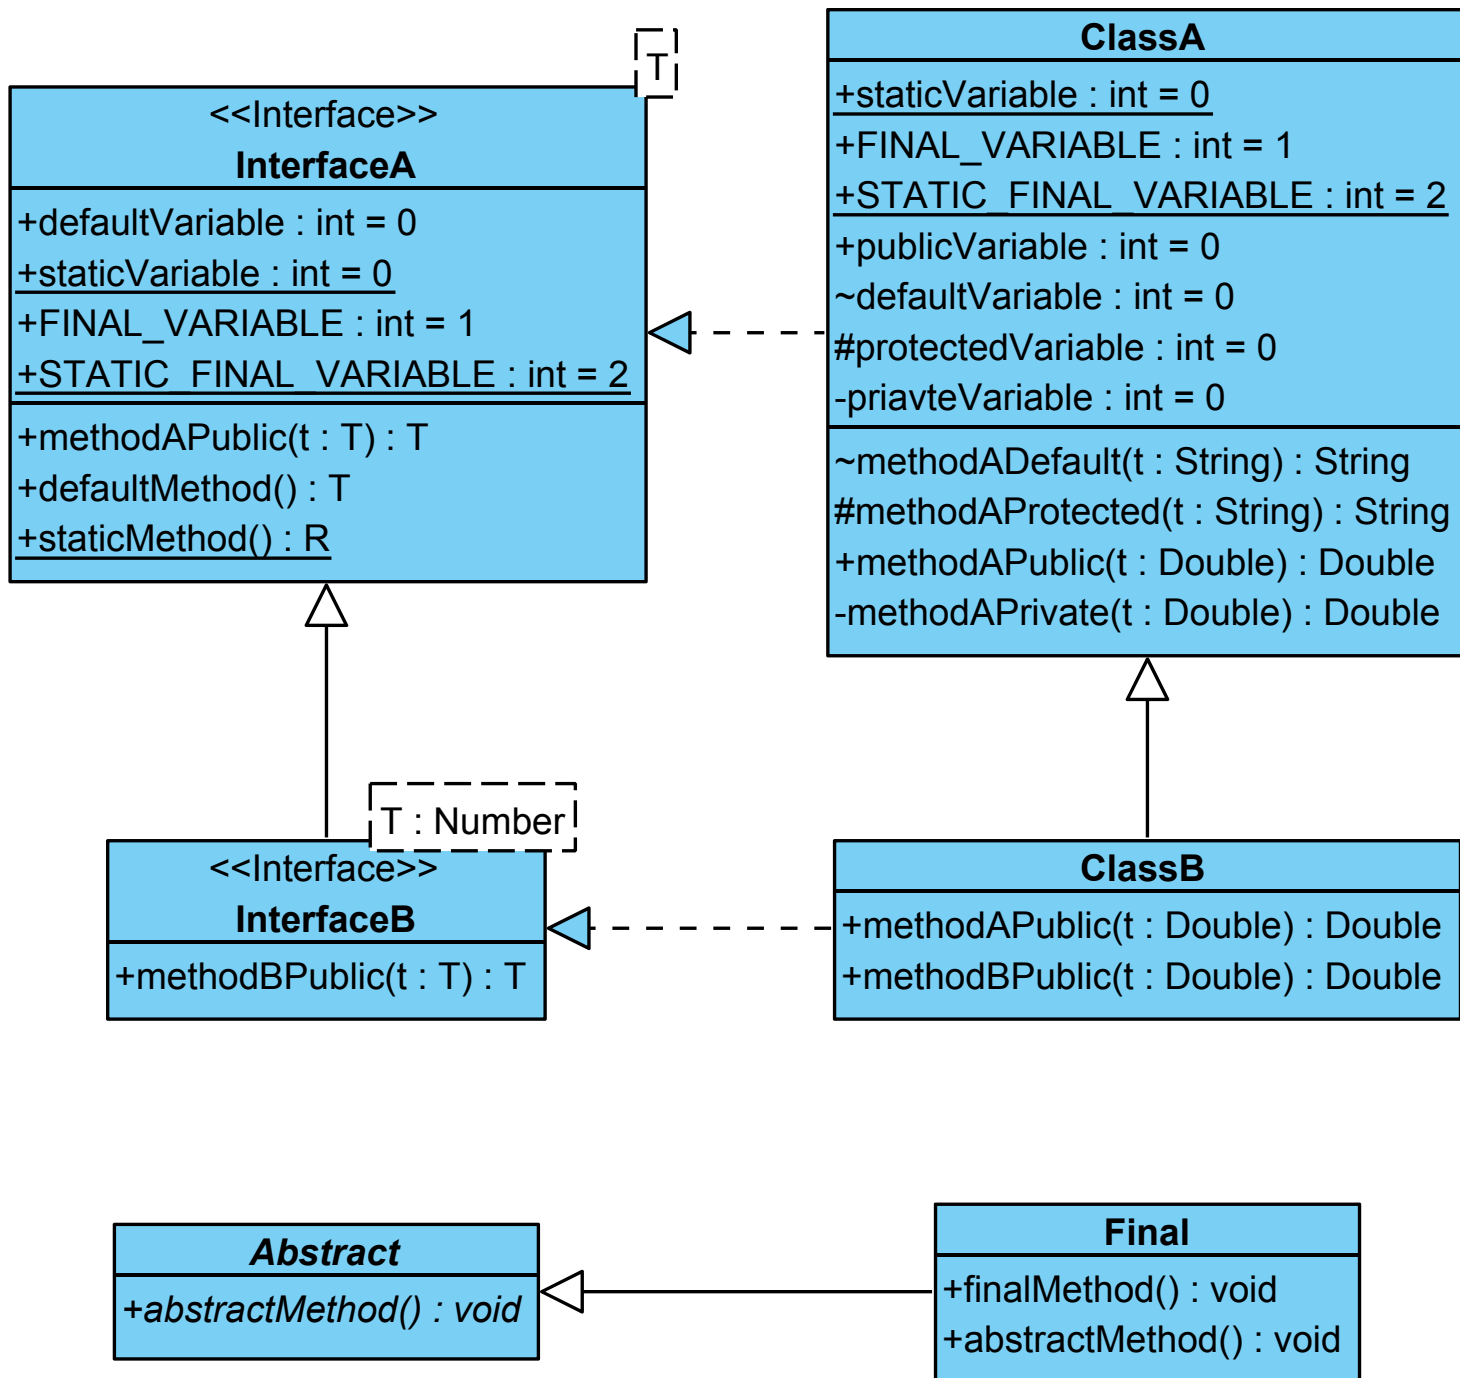 T
<<Interface>>
InterfaceA
+defaultVariable : int = 0
+staticVariable : int = 0
+FINAL_VARIABLE : int = 1
+STATIC_FINAL_VARIABLE : int = 2
+methodAPublic(t : T) : T
+defaultMethod() : T
+staticMethod() : R
ClassA
+staticVariable : int = 0
+FINAL_VARIABLE : int = 1
+STATIC_FINAL_VARIABLE : int = 2
+publicVariable : int = 0
~defaultVariable : int = 0
#protectedVariable : int = 0
-priavteVariable : int = 0
~methodADefault(t : String) : String
#methodAProtected(t : String) : String
+methodAPublic(t : Double) : Double
-methodAPrivate(t : Double) : Double
T : Number
<<Interface>>
InterfaceB
+methodBPublic(t : T) : T
ClassB
+methodAPublic(t : Double) : Double
+methodBPublic(t : Double) : Double
Abstract
+abstractMethod() : void
Final
+finalMethod() : void
+abstractMethod() : void